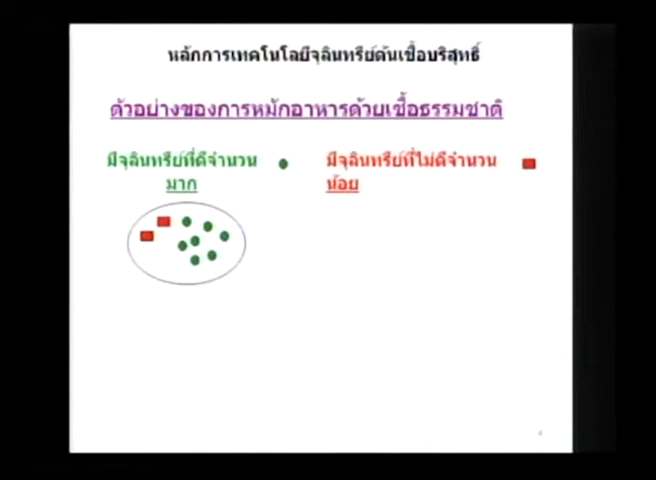 หลักการเทคโนโลยีจุลินทรีย์ต้นเชื้อบริสุทธิ์
ตัวอย่างของการหมักอาหารด้วยเชื้อธรรมชาติ
มีจุลินทรีย์ที่ดีจำนวน
มาก
มีจุลินทรีย์ที่ไม่ดีจำนวน
น้อย